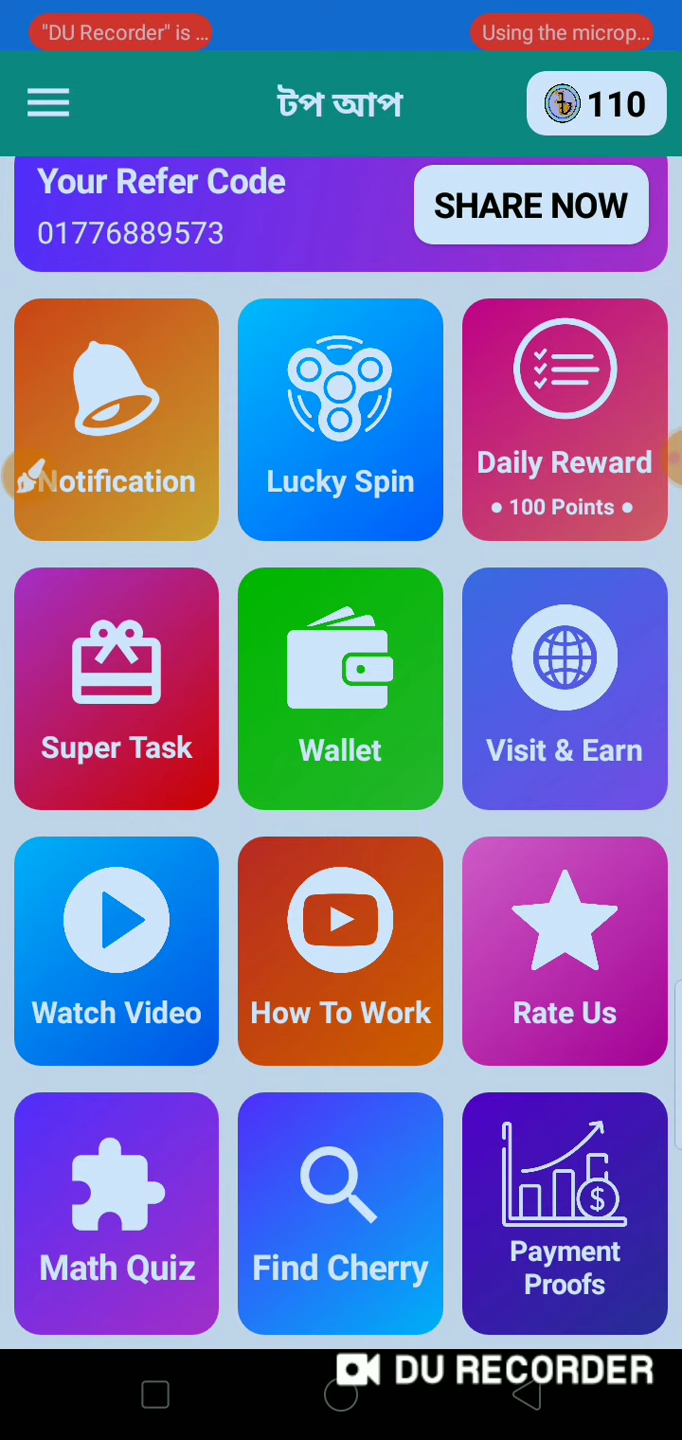 "DU Recorder" is ...
Using the microp...
টপ আপ
110
Your Refer Code
01776889573
SHARE NOW
Notification
Lucky Spin
Daily Reward
• 100 Points •
Super Task
Wallet
Visit & Earn
Watch Video
How To Work
Rate Us
Math Quiz
Find Cherry
Payment
Proofs
DU RECORDER